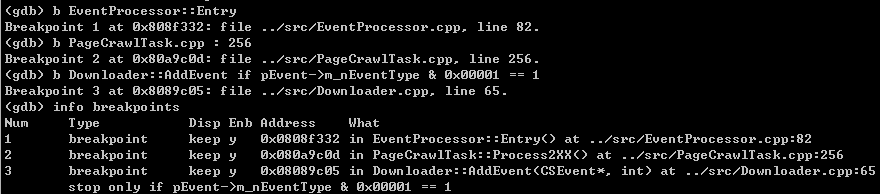 (gdb) b EventProcessor::Entry
Breakpoint 1 at 0x808f332: file ../src/EventProcessor.cpp, line 82.
(gdb) b PageCrawlTask.cpp : 256
Breakpoint 2 at 0x80a9c0d: file ../src/PageCrawlTask.cpp, line 256.
(gdb) b Downloader::AddEvent if pEvent->m_nEventType & 0x00001 == 1
Breakpoint 3 at 0x8089c05: file ../src/Downloader.cpp, line 65.
(gdb) info breakpoints
Num     Type           Disp Enb Address    What
1       breakpoint     keep y   0x0808f332 in EventProcessor::Entry() at ../src/EventProcessor.cpp:82
2       breakpoint     keep y   0x080a9c0d in PageCrawlTask::Process2XX() at ../src/PageCrawlTask.cpp:256
3       breakpoint     keep y   0x08089c05 in Downloader::AddEvent(CSEvent*, int) at ../src/Downloader.cpp:65
        stop only if pEvent->m_nEventType & 0x00001 == 1